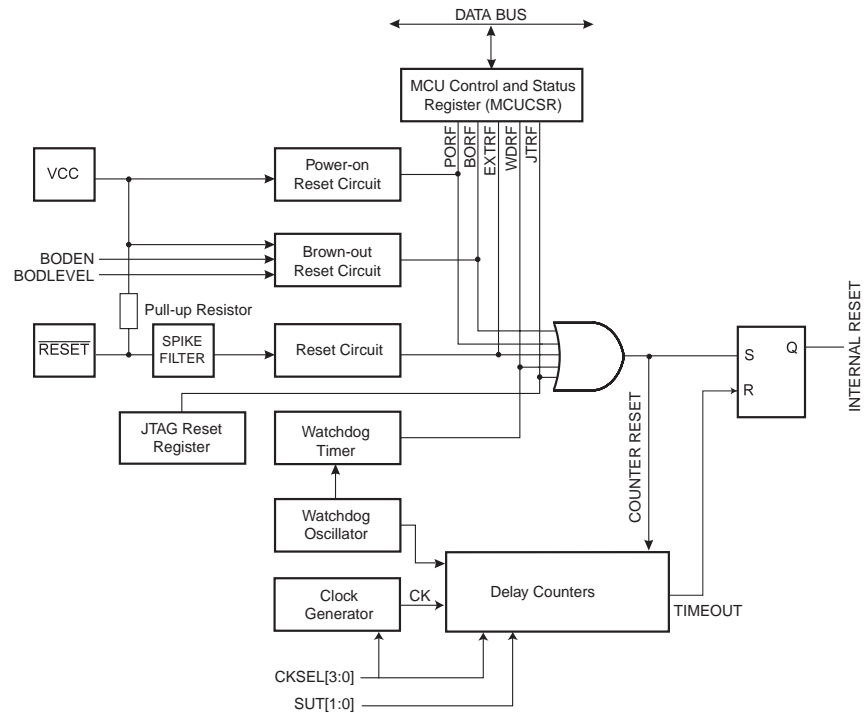 DATA BUS
MCU Control and Status
Register (MCUCSR)
PORF
BORF
EXTRF
WDRF
JTRF
VCC
Power-on
Reset Circuit
BODEN
BODLEVEL
Brown-out
Reset Circuit
Pull-up Resistor
RESET
SPIKE
FILTER
Reset Circuit
JTAG Reset
Register
Watchdog
Timer
Watchdog
Oscillator
Clock
Generator
CK
Delay Counters
CKSEL[3:0]
SUT[1:0]
COUNTER RESET
TIMEOUT
S
R
Q
INTERNAL RESET